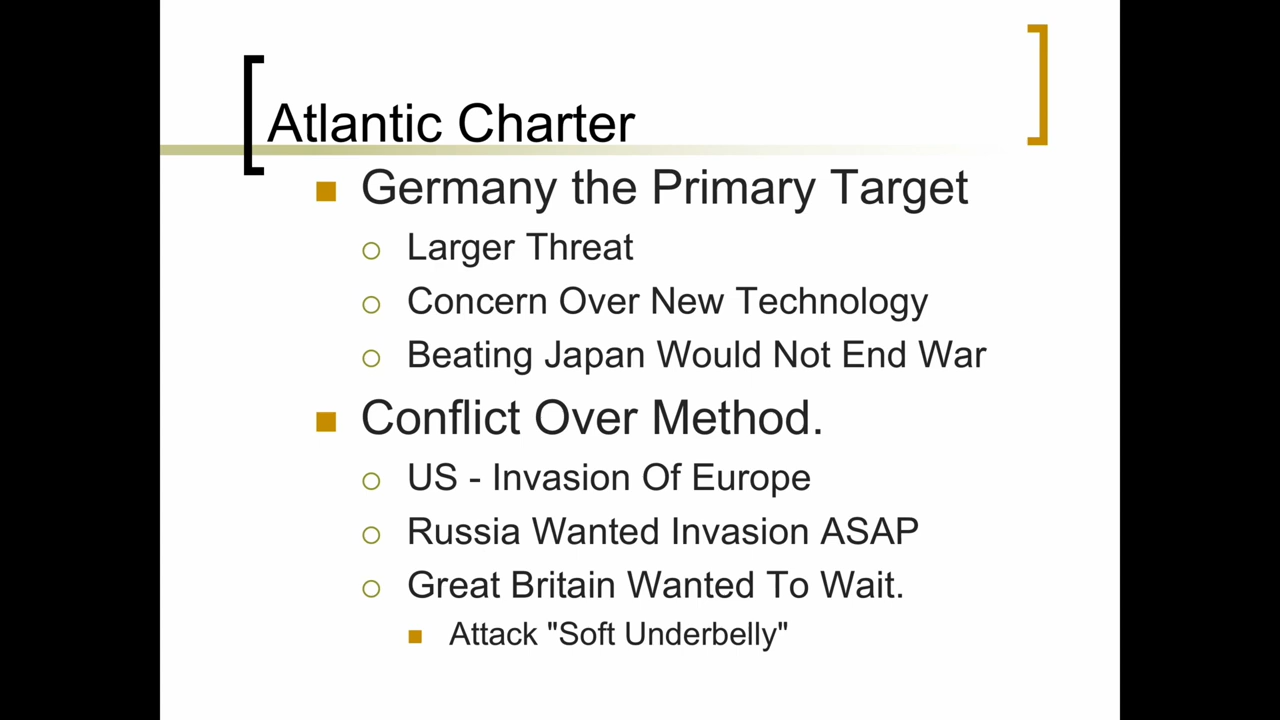 Atlantic Charter
Germany the Primary Target
Larger Threat
Concern Over New Technology
Beating Japan Would Not End War
Conflict Over Method.
US - Invasion Of Europe
Russia Wanted Invasion ASAP
Great Britain Wanted To Wait.
Attack "Soft Underbelly"